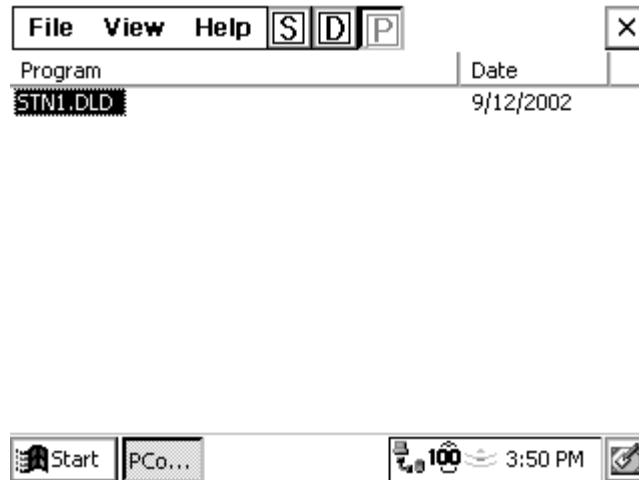 File View Help S D P
Program Date
STN1.DLD 9/12/2002
Start PCo... 100 3:50 PM